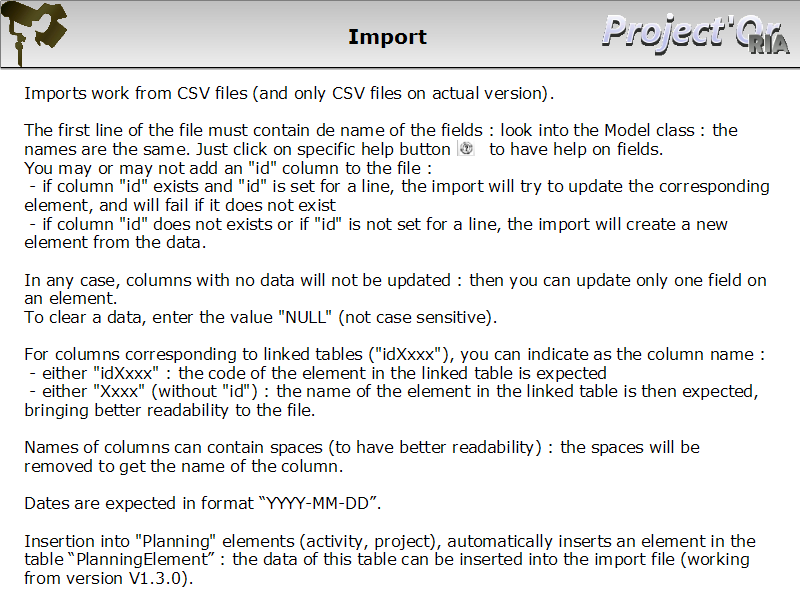 Import
Project'Or
RIA
Imports work from CSV files (and only CSV files on actual version).
The first line of the file must contain de name of the fields : look into the Model class : the
names are the same. Just click on specific help button to have help on fields.
You may or may not add an "id" column to the file :
- if column "id" exists and "id" is set for a line, the import will try to update the corresponding
element, and will fail if it does not exist
- if column "id" does not exists or if "id" is not set for a line, the import will create a new
element from the data.
In any case, columns with no data will not be updated : then you can update only one field on
an element.
To clear a data, enter the value "NULL" (not case sensitive).
For columns corresponding to linked tables ("idXxxx"), you can indicate as the column name :
- either "idXxxx" : the code of the element in the linked table is expected
- either "Xxxx" (without "id") : the name of the element in the linked table is then expected,
bringing better readability to the file.
Names of columns can contain spaces (to have better readability) : the spaces will be
removed to get the name of the column.
Dates are expected in format “YYYY-MM-DD”.
Insertion into "Planning" elements (activity, project), automatically inserts an element in the
table “PlanningElement” : the data of this table can be inserted into the import file (working
from version V1.3.0).